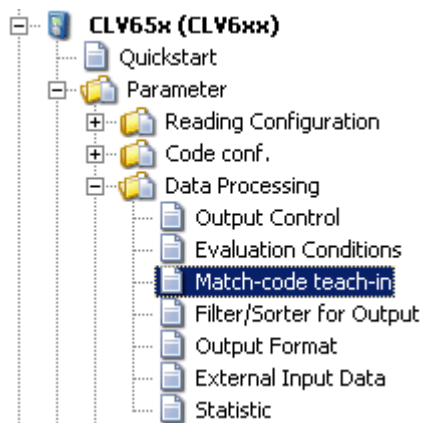 CLV65x (CLV6xx)
Quickstart
Parameter
Reading Configuration
Code conf.
Data Processing
Output Control
Evaluation Conditions
Match-code teach-in
Filter/Sorter for Output
Output Format
External Input Data
Statistic